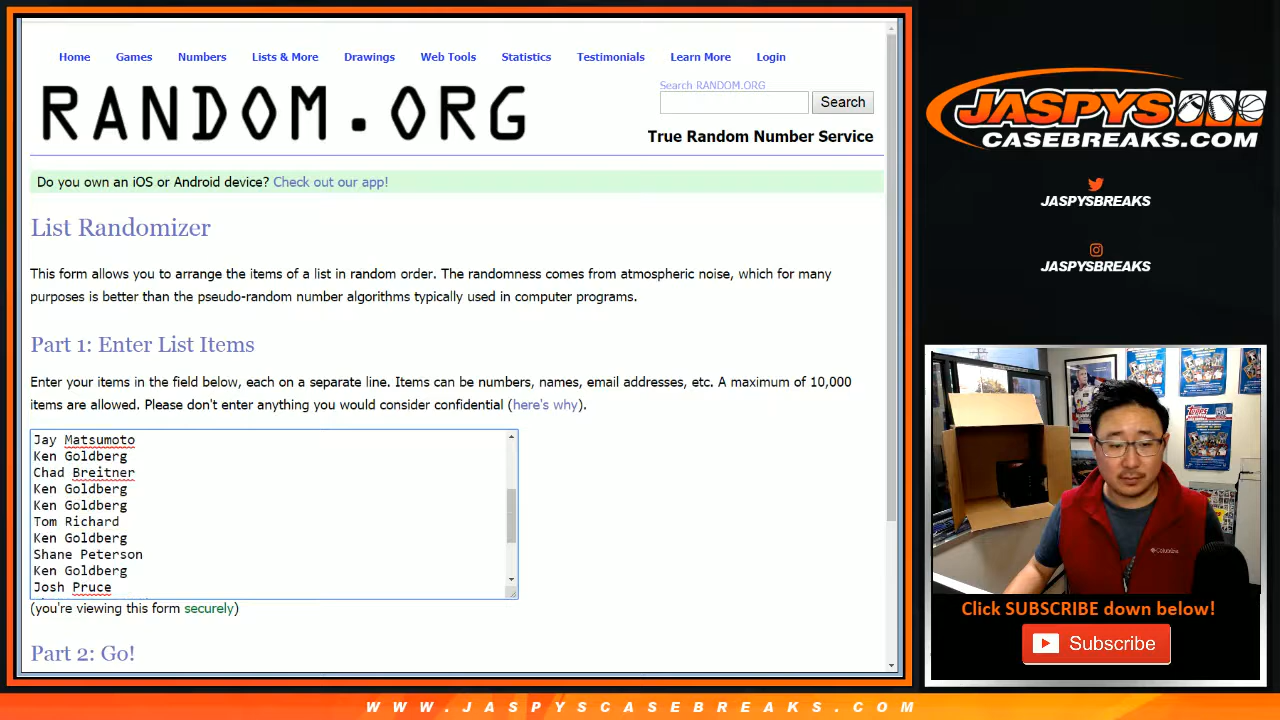 Home Games Numbers Lists & More Drawings Web Tools Statistics Testimonials Learn More Login
RANDOM.ORG
Search RANDOM.ORG
Search
True Random Number Service
Do you own an iOS or Android device? Check out our app!
List Randomizer
This form allows you to arrange the items of a list in random order. The randomness comes from atmospheric noise, which for many
purposes is better than the pseudo-random number algorithms typically used in computer programs.
Part 1: Enter List Items
Enter your items in the field below, each on a separate line. Items can be numbers, names, email addresses, etc. A maximum of 10,000
items are allowed. Please don't enter anything you would consider confidential (here's why).
Jay Matsumoto
Ken Goldberg
Chad Breitner
Ken Goldberg
Ken Goldberg
Tom Richard
Ken Goldberg
Shane Peterson
Ken Goldberg
Josh Pruce
(you're viewing this form securely)
Part 2: Go!
JASPYS
CASEBREAKS.COM
JASPYSBREAKS
JASPYSBREAKS
Columbia
Click SUBSCRIBE down below!
Subscribe
WWW.JASPYSCASEBREAKS.COM